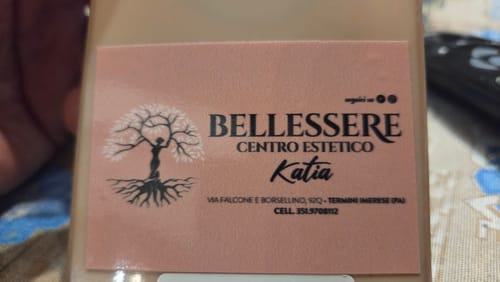 seguici su
BELLESSERE
CENTRO ESTETICO
Katia
VIA FALCONE E BORSELLINO, 92Q - TERMINI IMERESE (PA)
CELL. 351.9708112